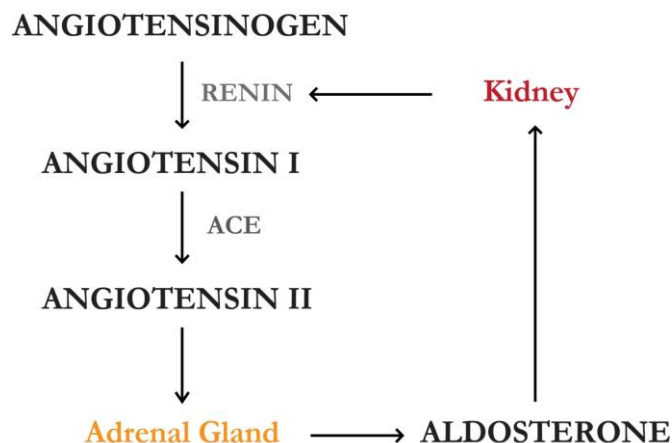 ANGIOTENSINOGEN
RENIN
Kidney
ANGIOTENSIN I
ACE
ANGIOTENSIN II
Adrenal Gland
ALDOSTERONE